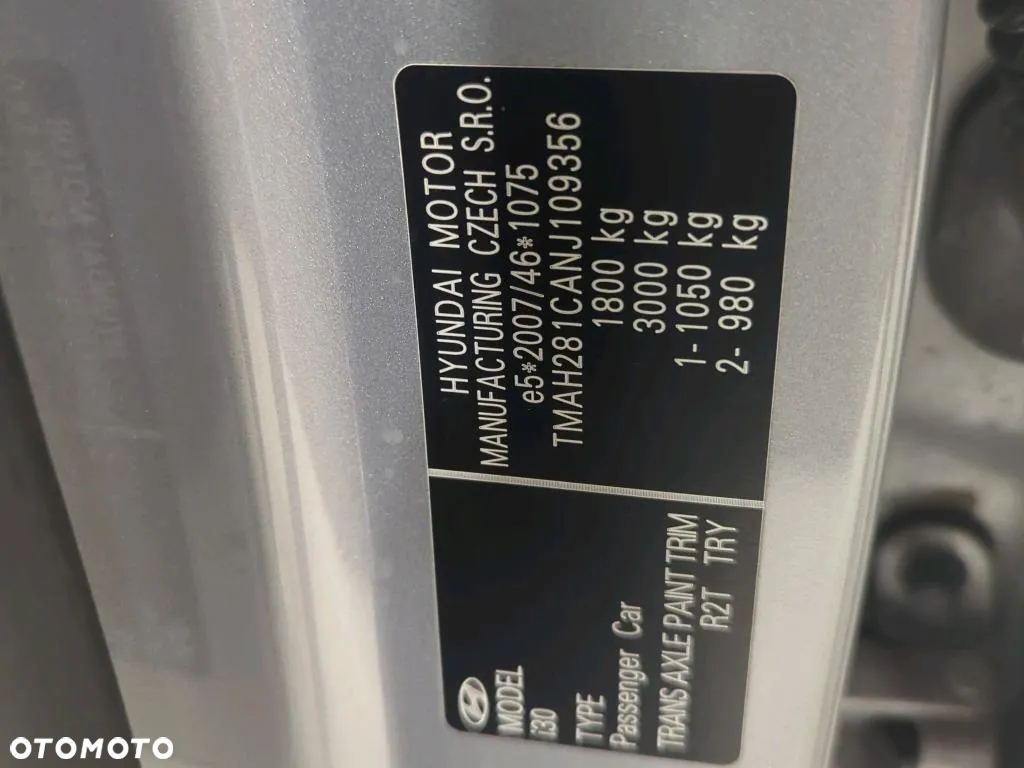 HYUNDAI MOTOR
MANUFACTURING CZECH S.R.O.
e5*2007/46*1075
TMAH281CANJ109356
1800 kg
3000 kg
1- 1050 kg
2- 980 kg
MODEL
i30
TYPE
Passenger Car
TRANS AXLE PAINT TRIM
R2T TRY
OTOMOTO